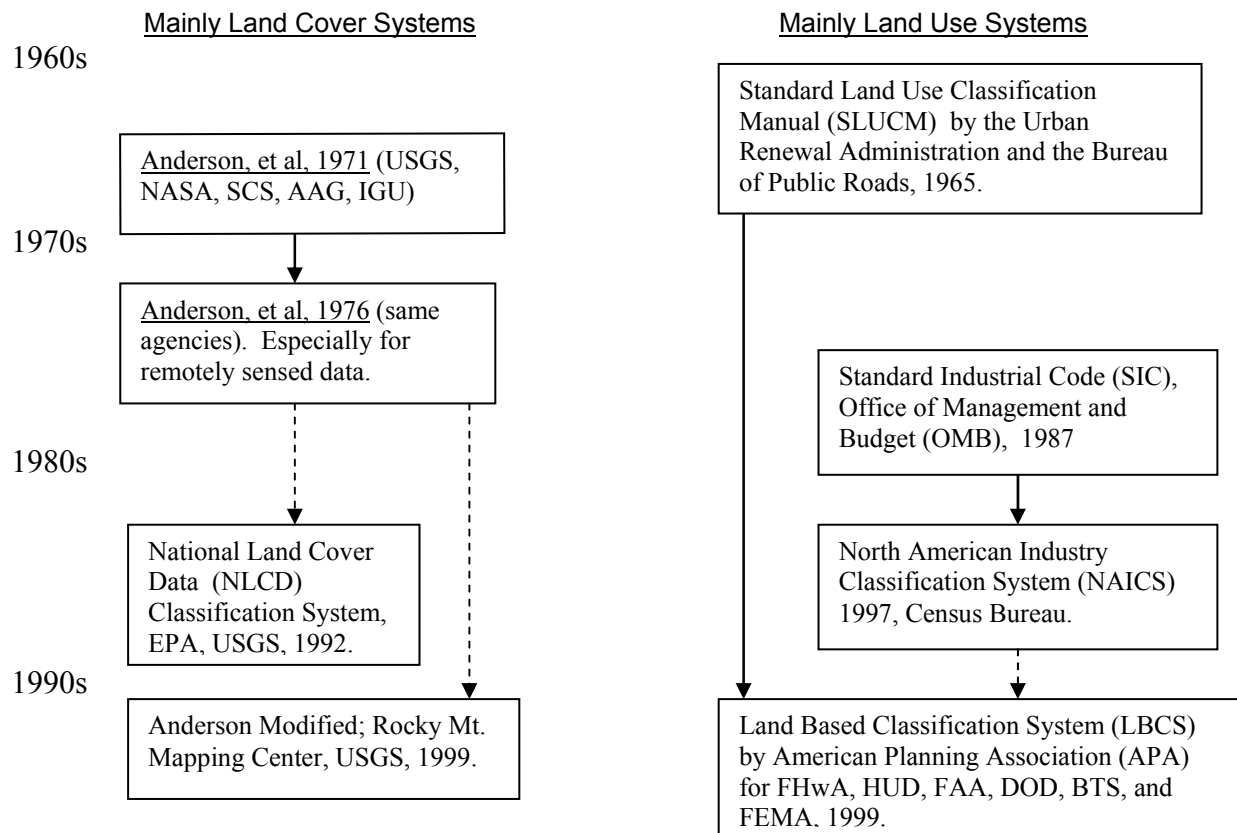 Mainly Land Cover Systems
Mainly Land Use Systems
1960s
Standard Land Use Classification
Manual (SLUCM) by the Urban
Renewal Administration and the Bureau
of Public Roads, 1965.
Anderson, et al, 1971 (USGS,
NASA, SCS, AAG, IGU)
1970s
Anderson, et al, 1976 (same
agencies). Especially for
remotely sensed data.
Standard Industrial Code (SIC),
Office of Management and
Budget (OMB), 1987
1980s
National Land Cover
Data (NLCD)
Classification System,
EPA, USGS, 1992.
North American Industry
Classification System (NAICS)
1997, Census Bureau.
1990s
Anderson Modified; Rocky Mt.
Mapping Center, USGS, 1999.
Land Based Classification System (LBCS)
by American Planning Association (APA)
for FHwA, HUD, FAA, DOD, BTS, and
FEMA, 1999.